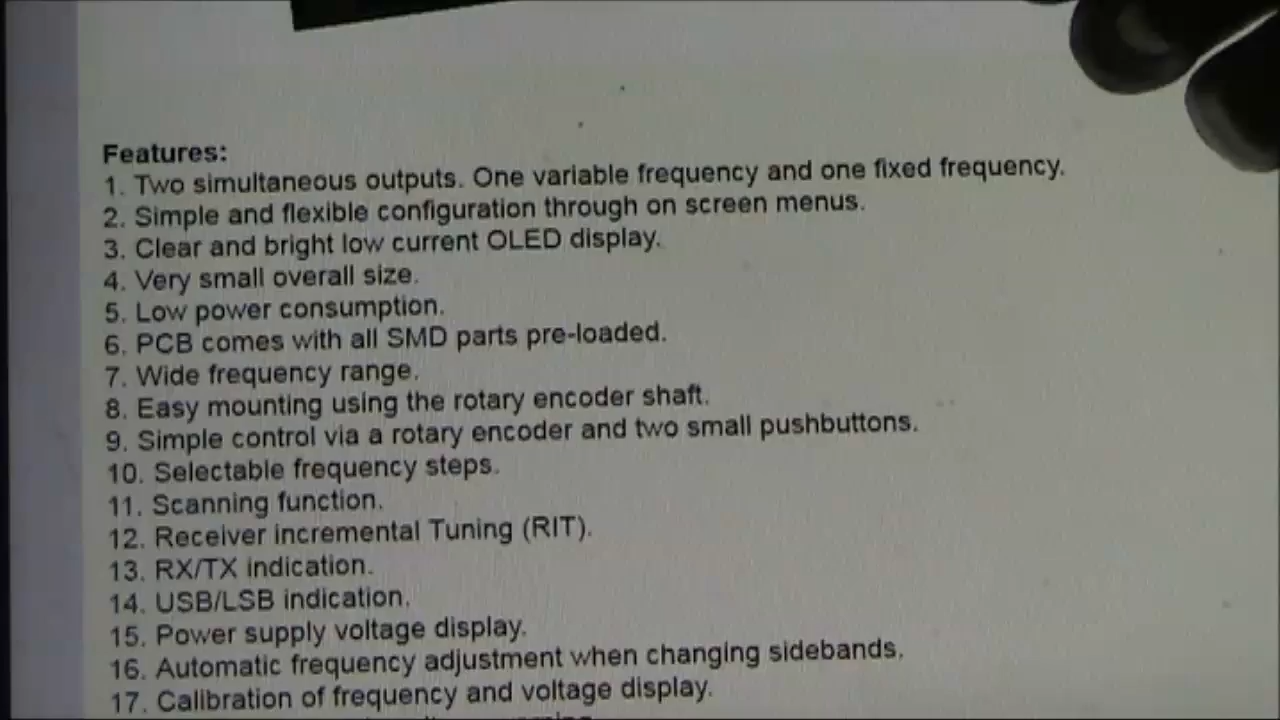 Features:
1. Two simultaneous outputs. One variable frequency and one fixed frequency.
2. Simple and flexible configuration through on screen menus.
3. Clear and bright low current OLED display.
4. Very small overall size.
5. Low power consumption.
6. PCB comes with all SMD parts pre-loaded.
7. Wide frequency range.
8. Easy mounting using the rotary encoder shaft.
9. Simple control via a rotary encoder and two small pushbuttons.
10. Selectable frequency steps.
11. Scanning function.
12. Receiver incremental Tuning (RIT).
13. RX/TX indication.
14. USB/LSB indication.
15. Power supply voltage display.
16. Automatic frequency adjustment when changing sidebands.
17. Calibration of frequency and voltage display.